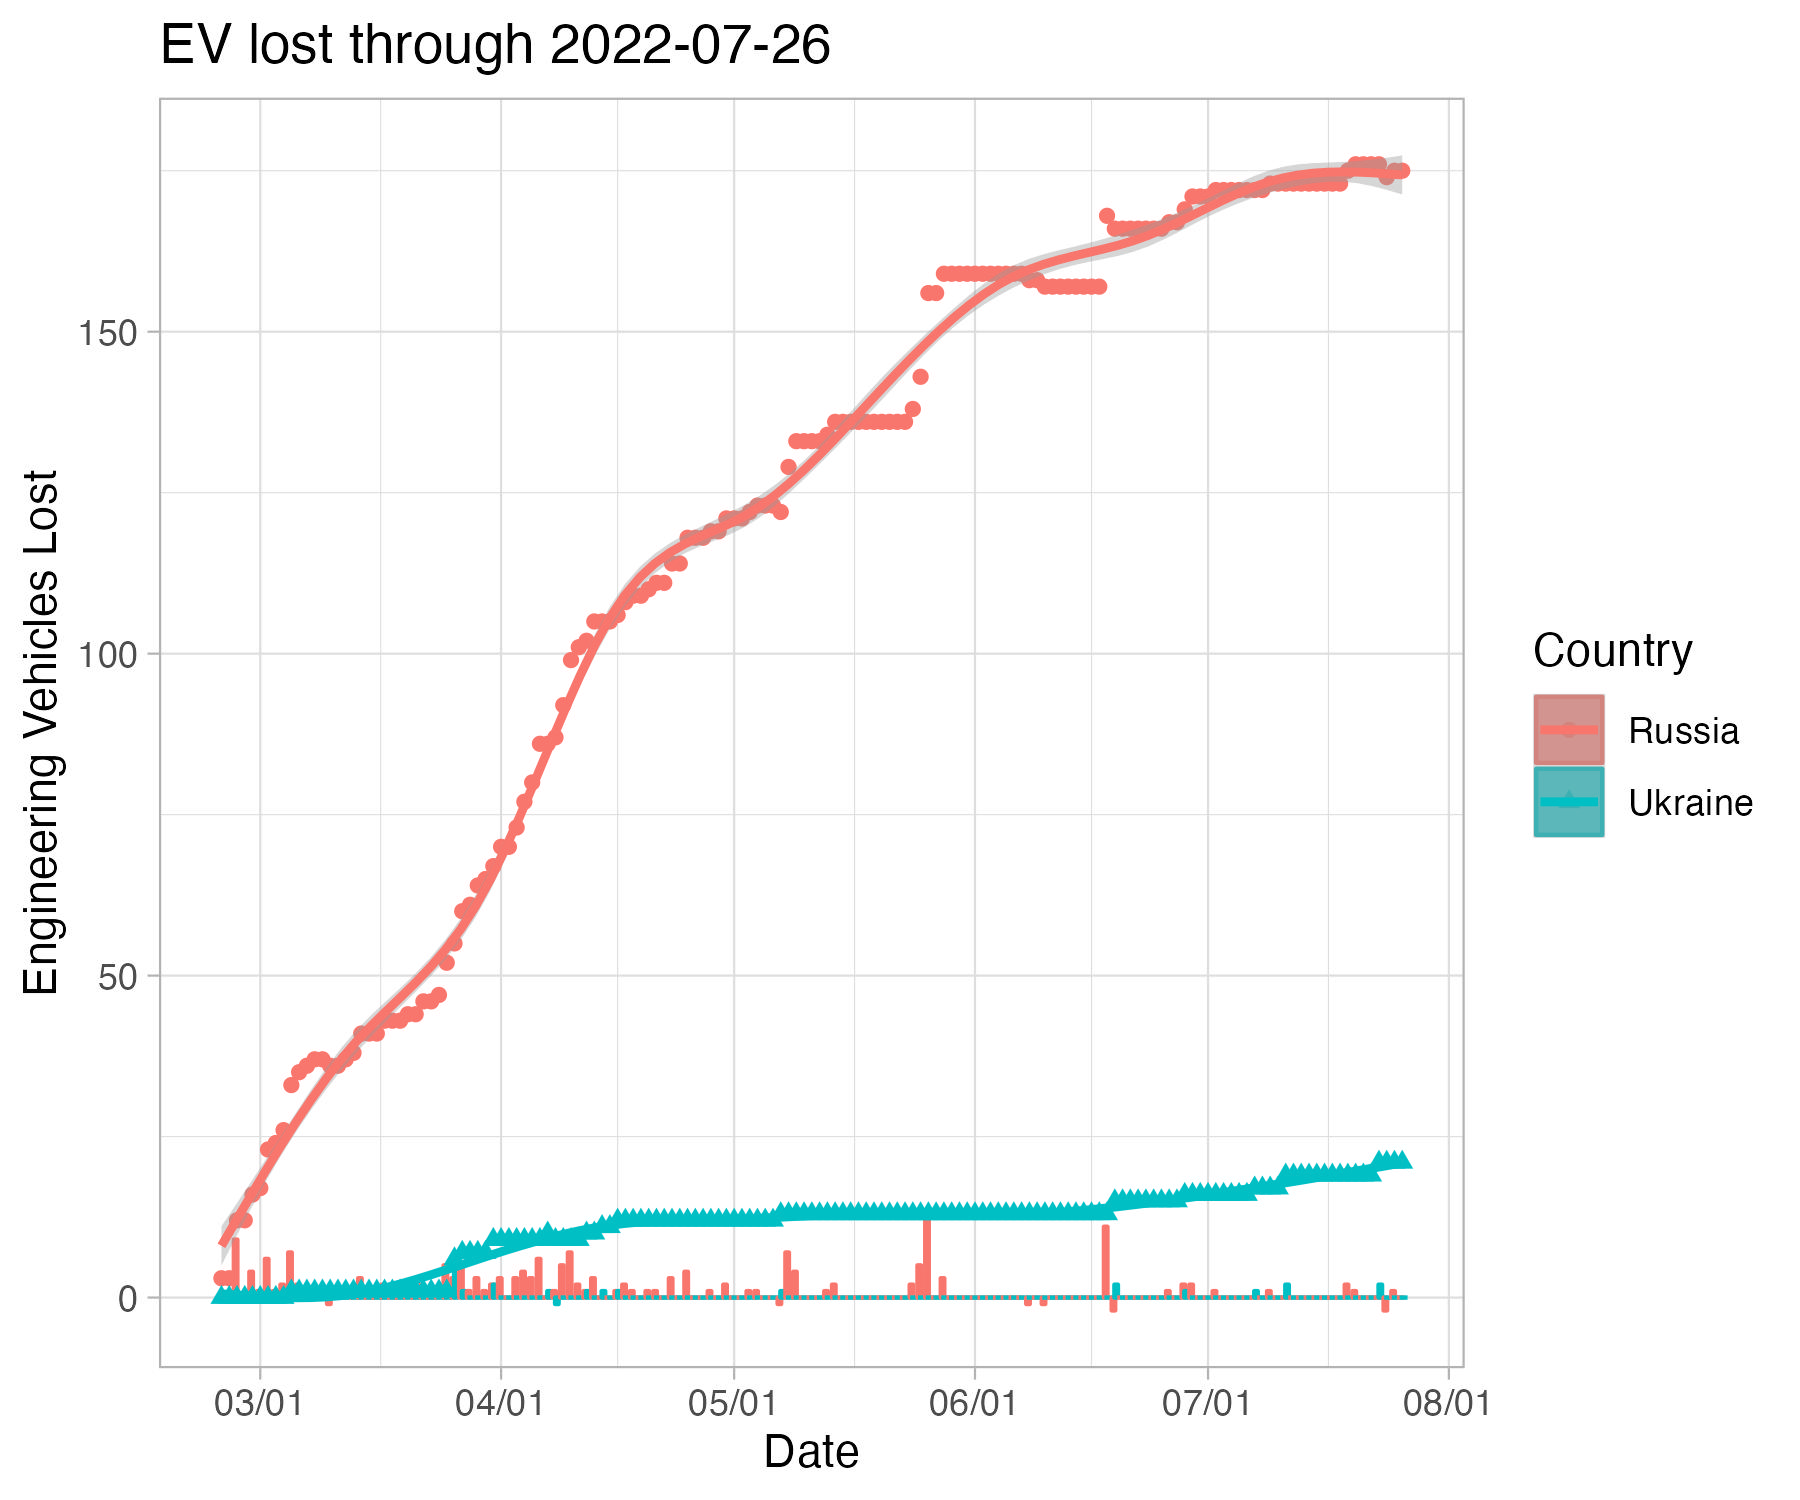 EV lost through 2022-07-26
Engineering Vehicles Lost
150
100
50
0
03/01
04/01
05/01
06/01
07/01
08/01
Date
Country
Russia
Ukraine